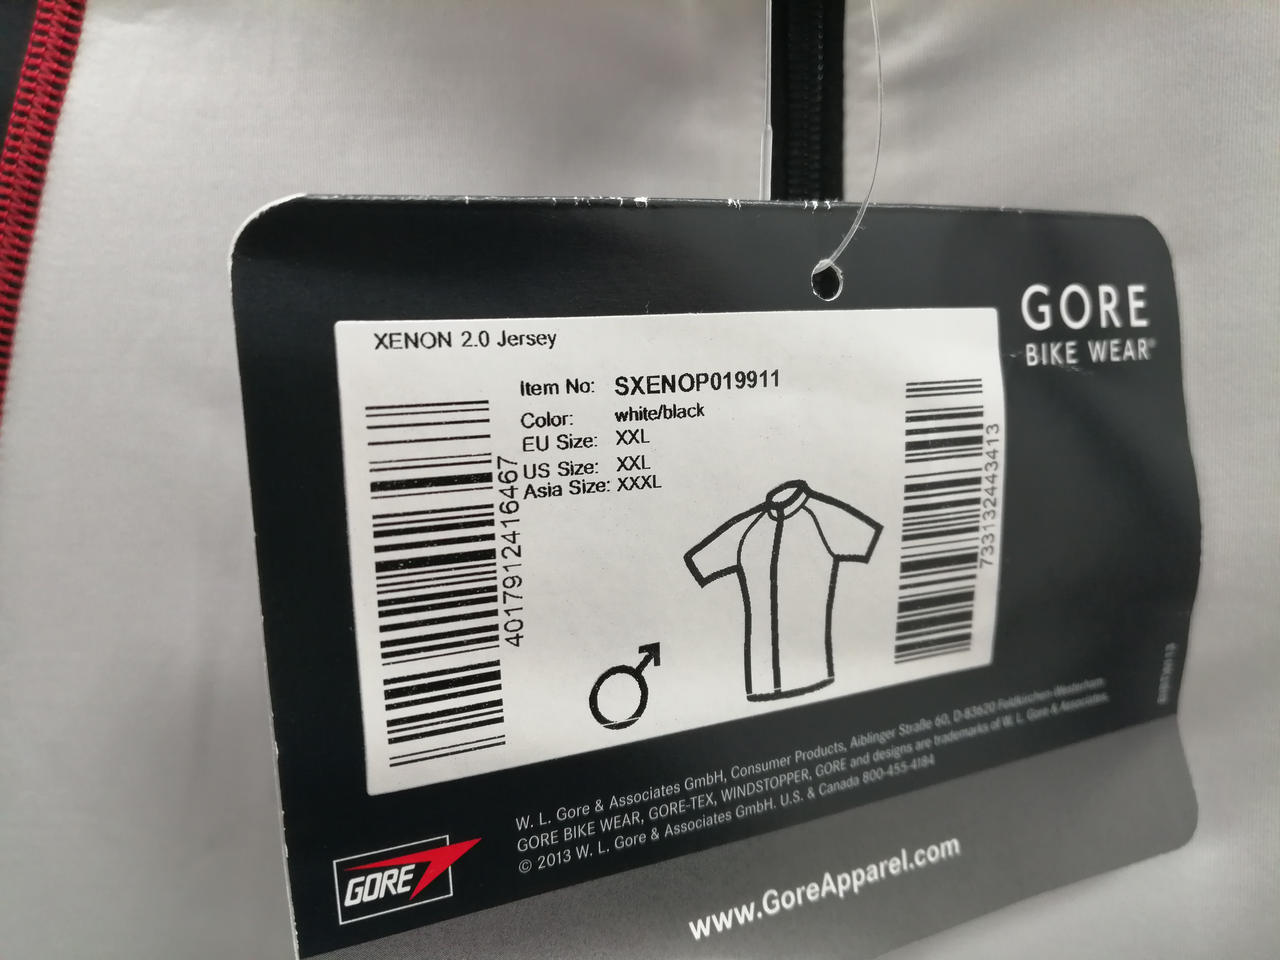 GORE
BIKE WEAR®
XENON 2.0 Jersey
Item No: SXENOP019911
Color: white/black
EU Size: XXL
US Size: XXL
Asia Size: XXXL
4017912416467
733132443413
W. L. Gore & Associates GmbH, Consumer Products, Aiblinger Straße 60, D-83620 Feldkirchen-Westerham
GORE BIKE WEAR, GORE-TEX, WINDSTOPPER, GORE and designs are trademarks of W. L. Gore & Associates.
© 2013 W. L. Gore & Associates GmbH. U.S. & Canada 800-455-4184
GORE
www.GoreApparel.com